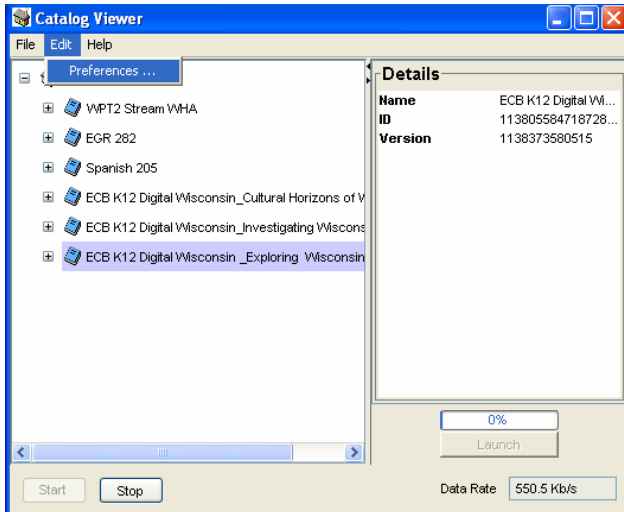 Catalog Viewer
File Edit Help
Preferences ...
WPT2 Stream WHA
EGR 282
Spanish 205
ECB K12 Digital Wisconsin_Cultural Horizons of W
ECB K12 Digital Wisconsin_Investigating Wiscons
ECB K12 Digital Wisconsin _Exploring Wisconsin
Details
Name ECB K12 Digital Wi...
ID 113805584718728...
Version 1138373580515
0%
Launch
Start Stop Data Rate 550.5 Kb/s